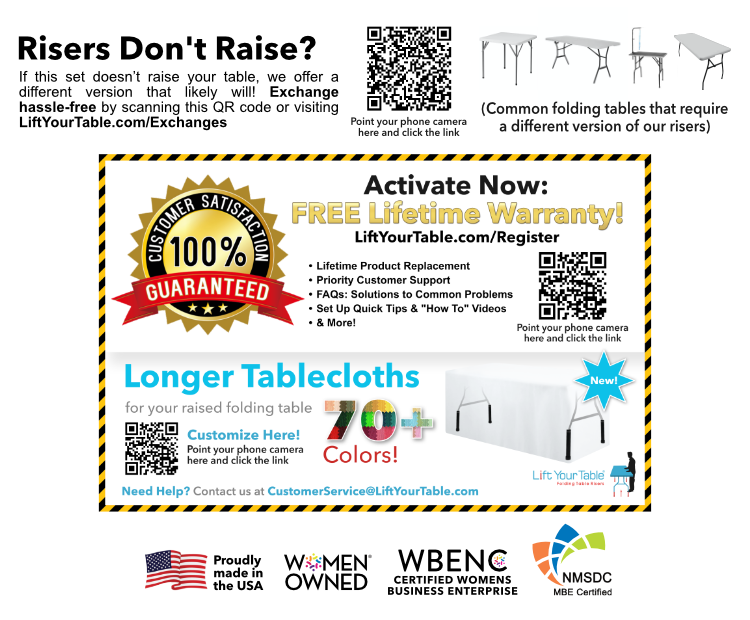 Risers Don't Raise?
If this set doesn't raise your table, we offer a
different version that likely will! Exchange
hassle-free by scanning this QR code or visiting
LiftYourTable.com/Exchanges
Point your phone camera
here and click the link
(Common folding tables that require
a different version of our risers)
CUSTOMER SATISFACTION
100%
GUARANTEED
Activate Now:
FREE Lifetime Warranty!
LiftYourTable.com/Register
• Lifetime Product Replacement
• Priority Customer Support
• FAQs: Solutions to Common Problems
• Set Up Quick Tips & "How To" Videos
• & More!
Point your phone camera
here and click the link
Longer Tablecloths
for your raised folding table
Customize Here!
Point your phone camera
here and click the link
70+
Colors!
New!
Lift Your Table
Folding Table Risers
Need Help? Contact us at CustomerService@LiftYourTable.com
Proudly
made in
the USA
WOMEN
OWNED
WBENC
CERTIFIED WOMENS
BUSINESS ENTERPRISE
NMSDC
MBE Certified